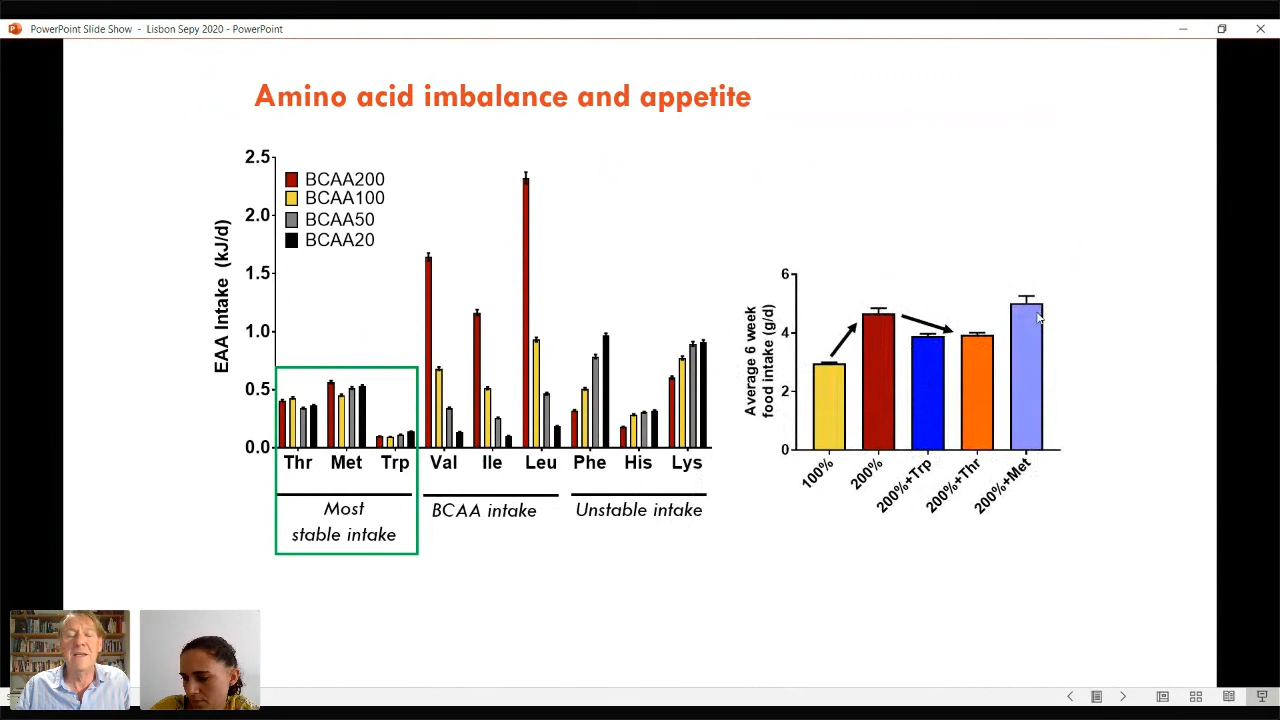 PowerPoint Slide Show - Lisbon Sepy 2020 - PowerPoint
Amino acid imbalance and appetite
EAA Intake (kJ/d)
2.5
2.0
1.5
1.0
0.5
0.0
BCAA200
BCAA100
BCAA50
BCAA20
Thr Met Trp Val Ile Leu Phe His Lys
Most
stable intake
BCAA intake
Unstable intake
Average 6 week
food intake (g/d)
6
4
2
0
100%
200%
200%+Trp
200%+Thr
200%+Met